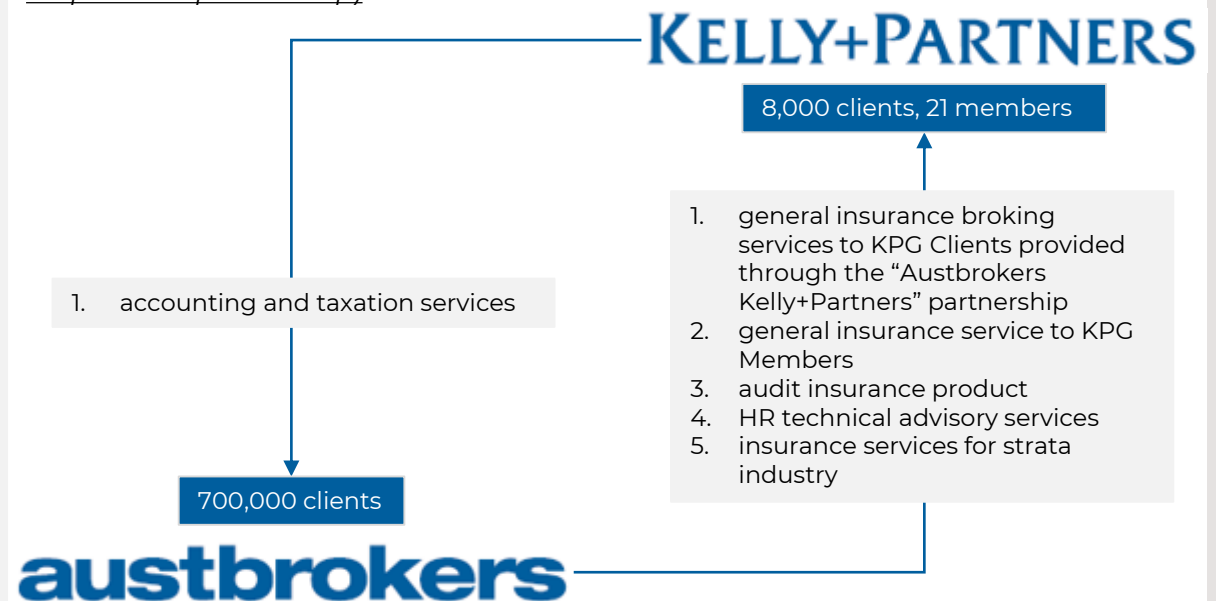 KELLY+PARTNERS
8,000 clients, 21 members
1. general insurance broking
services to KPG Clients provided
through the “Austbrokers
Kelly+Partners” partnership
2. general insurance service to KPG
Members
3. audit insurance product
4. HR technical advisory services
5. insurance services for strata
industry
1. accounting and taxation services
700,000 clients
austbrokers